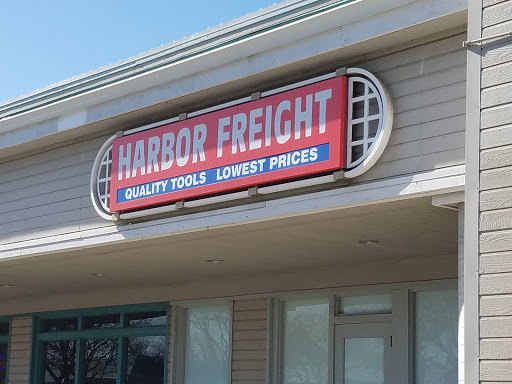 HARBOR FREIGHT
QUALITY TOOLS LOWEST PRICES